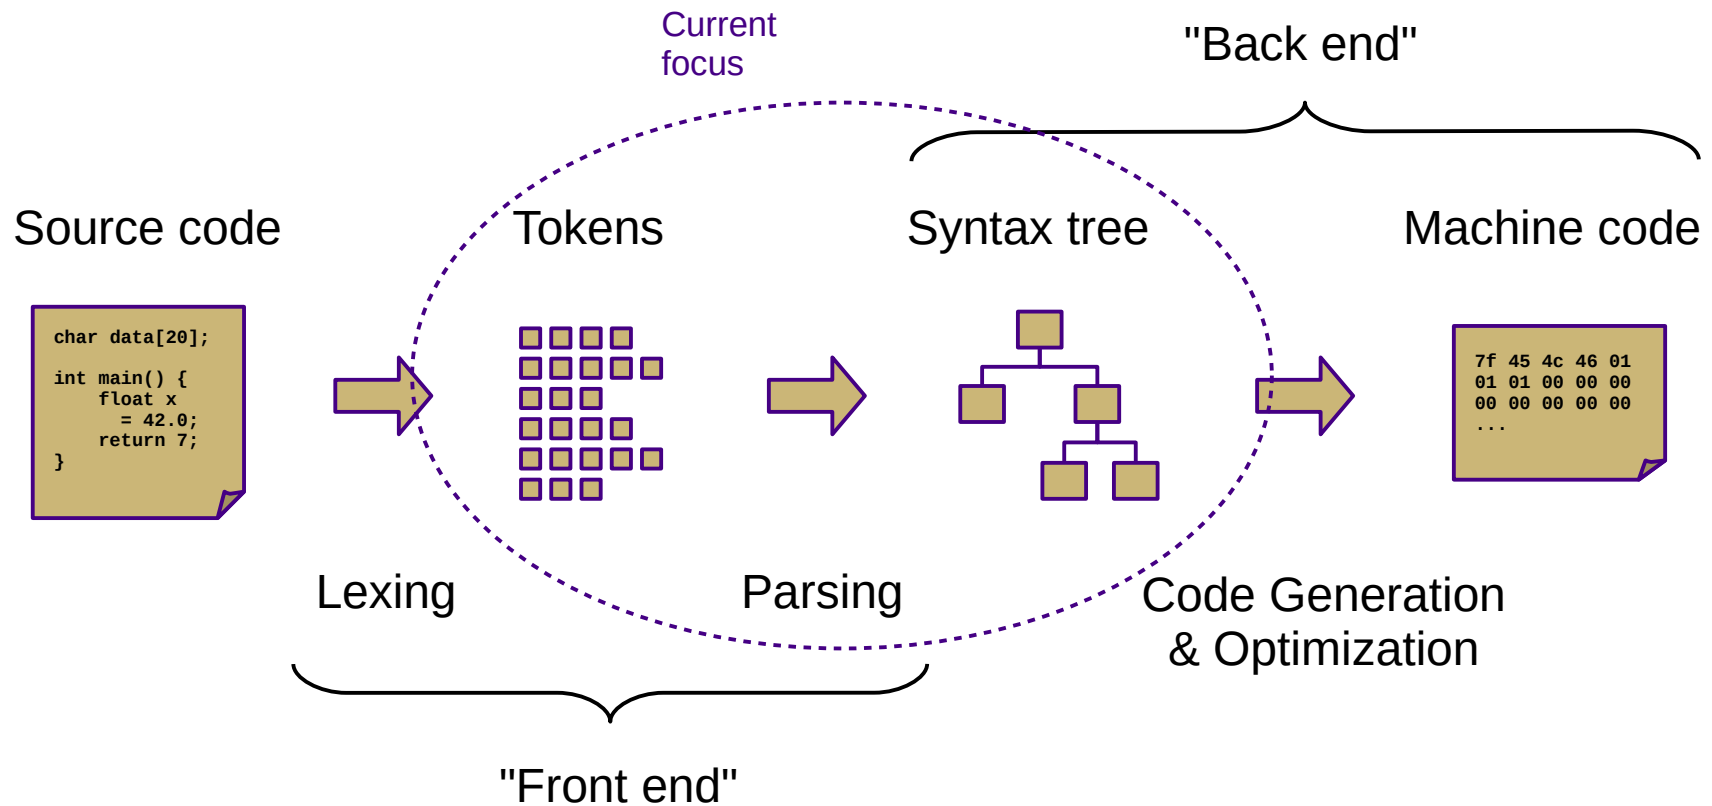 Current
focus
"Back end"
Source code
Tokens
Syntax tree
Machine code
char data[20];
int main() {
float x
= 42.0;
return 7;
}
7f 45 4c 46 01
01 01 00 00 00
00 00 00 00 00
...
Lexing
Parsing
Code Generation
& Optimization
"Front end"